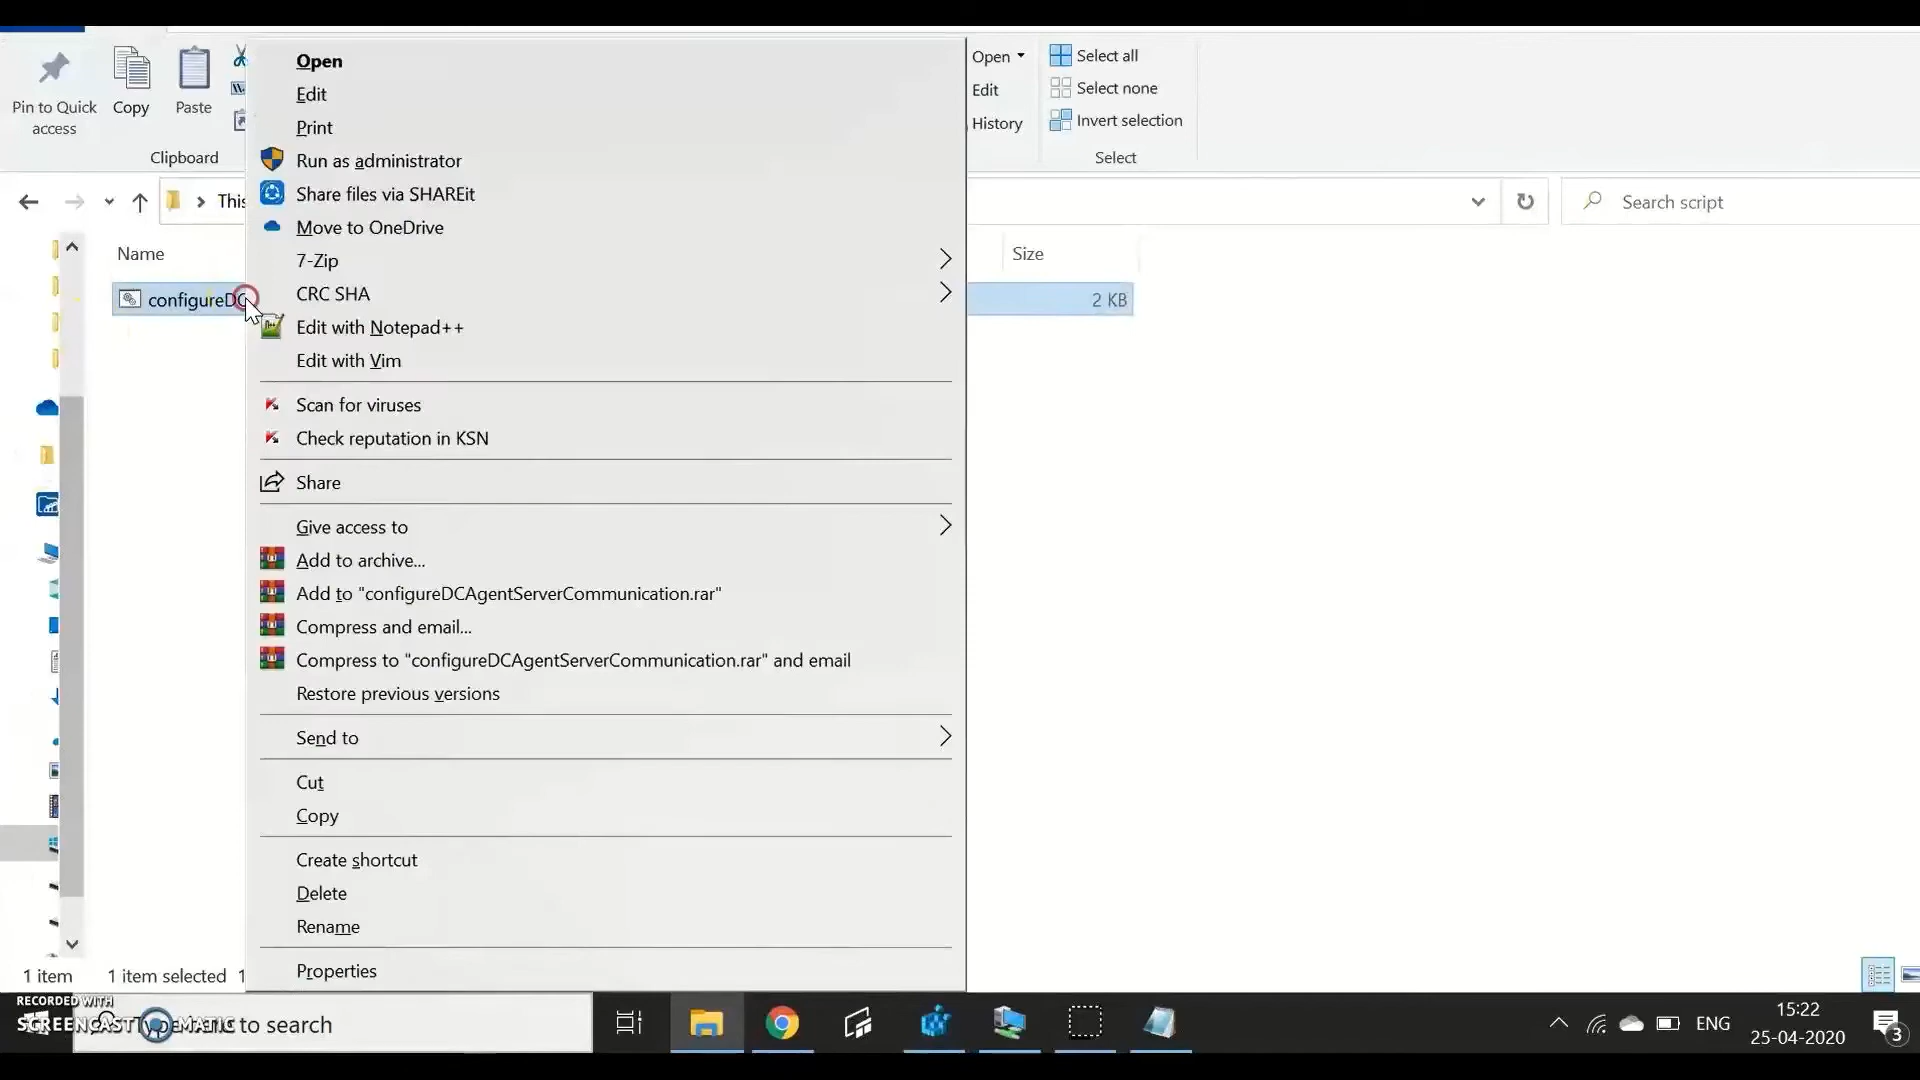 Pin to Quick
access
Copy
Paste
Clipboard
Open
Edit
History
Select all
Select none
Invert selection
Select
This
Search script
Name
Size
configureDC
2 KB
Open
Edit
Print
Run as administrator
Share files via SHAREit
Move to OneDrive
7-Zip
CRC SHA
Edit with Notepad++
Edit with Vim
Scan for viruses
Check reputation in KSN
Share
Give access to
Add to archive...
Add to "configureDCAgentServerCommunication.rar"
Compress and email...
Compress to "configureDCAgentServerCommunication.rar" and email
Restore previous versions
Send to
Cut
Copy
Create shortcut
Delete
Rename
Properties
1 item
1 item selected 1
RECORDED WITH
SCREENCAST MATIC
to search
ENG
15:22
25-04-2020
3